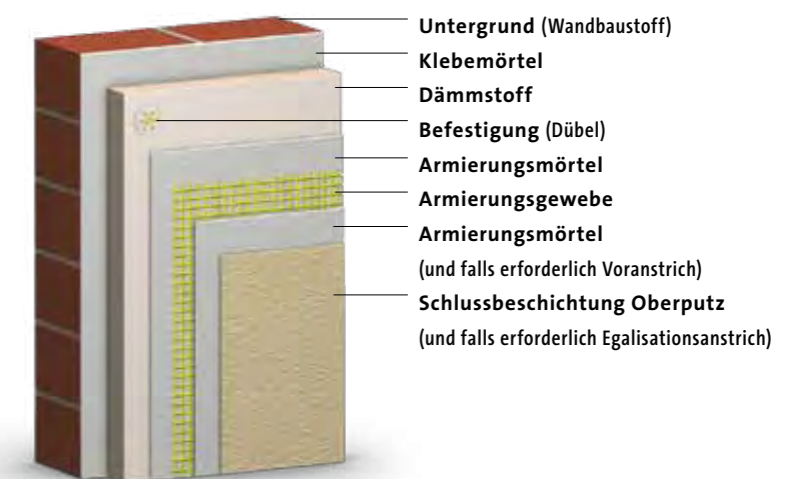 Untergrund (Wandbaustoff)
Klebemörtel
Dämmstoff
Befestigung (Dübel)
Armierungsmörtel
Armierungsgewebe
Armierungsmörtel
(und falls erforderlich Voranstrich)
Schlussbeschichtung Oberputz
(und falls erforderlich Egalisationsanstrich)